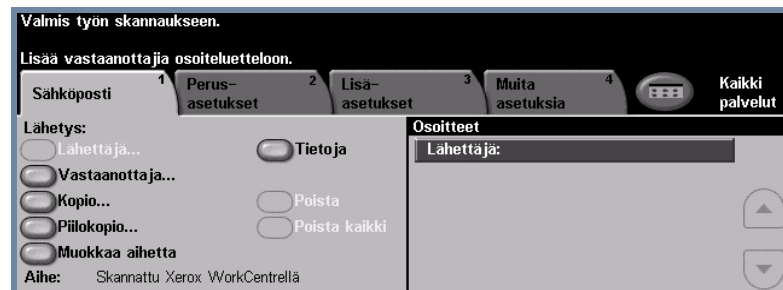 Valmis työn skannaukseen.
Lisää vastaanottajia osoiteluetteloon.
Sähköposti 1
Perus-
asetukset 2
Lisä-
asetukset 3
Muita
asetuksia 4
Kaikki
palvelut
Lähetys:
Lähettäjä...
Tietoja
Vastaanottaja...
Kopio...
Poista
Piilokopio...
Poista kaikki
Muokkaa aihetta
Aihe: Skannattu Xerox WorkCentrellä
Osoitteet
Lähettäjä: